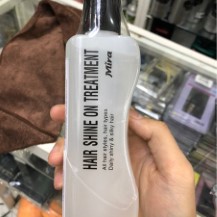 Mira
HAIR SHINE ON TREATMENT
All hair styles, hair types
Daily shiny & silky hair